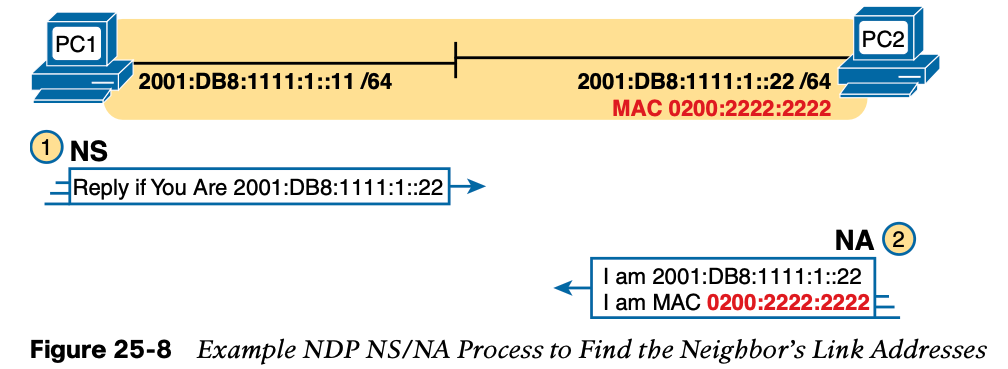 PC1
PC2
2001:DB8:1111:1::11 /64
2001:DB8:1111:1::22 /64
MAC 0200:2222:2222
1 NS
Reply if You Are 2001:DB8:1111:1::22
NA 2
I am 2001:DB8:1111:1::22
I am MAC 0200:2222:2222
Figure 25-8 Example NDP NS/NA Process to Find the Neighbor’s Link Addresses